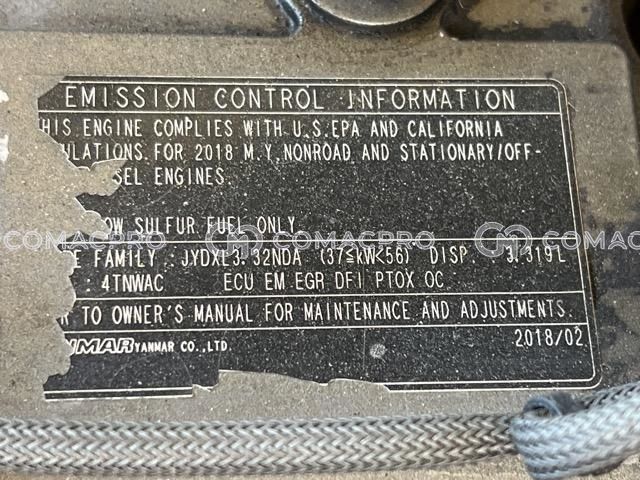 EMISSION CONTROL INFORMATION
HIS ENGINE COMPLIES WITH U.S.EPA AND CALIFORNIA
ULATIONS FOR 2018 M.Y. NONROAD AND STATIONARY/OFF-
SEL ENGINES.
OW SULFUR FUEL ONLY
E FAMILY : JYDXL3.32NDA (37≦kW<56) DISP 3.319L
: 4TNWAC ECU EM EGR DFI PTOX OC
R TO OWNER'S MANUAL FOR MAINTENANCE AND ADJUSTMENTS.
NMAR YANMAR CO.,LTD. 2018/02
COMACPRO COMACPRO COMACPRO